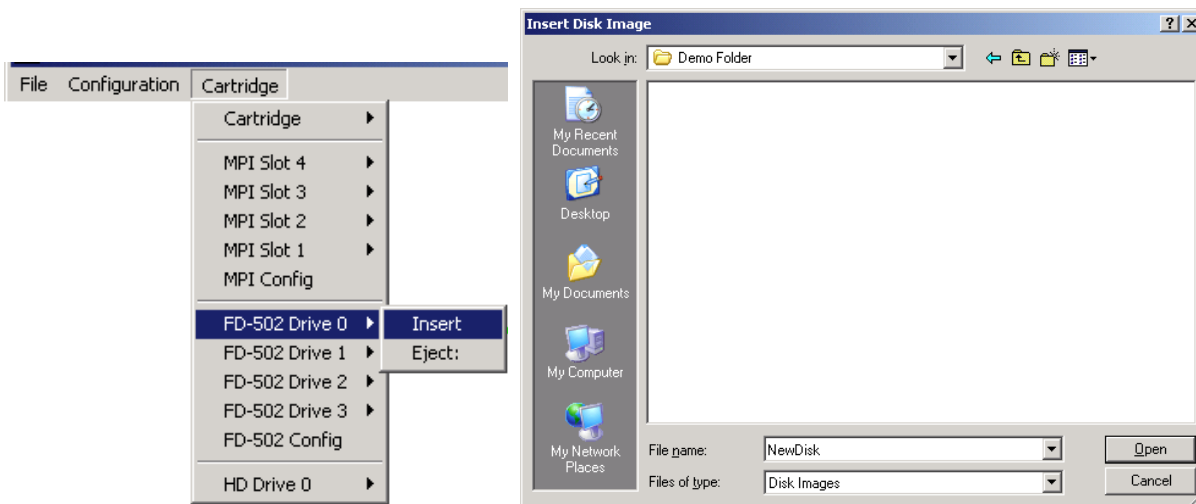 File Configuration Cartridge
Cartridge
MPI Slot 4
MPI Slot 3
MPI Slot 2
MPI Slot 1
MPI Config
FD-502 Drive 0
Insert
FD-502 Drive 1
Eject:
FD-502 Drive 2
FD-502 Drive 3
FD-502 Config
HD Drive 0
Insert Disk Image
Look in: Demo Folder
My Recent
Documents
Desktop
My Documents
My Computer
My Network
Places
File name: NewDisk Open
Files of type: Disk Images Cancel